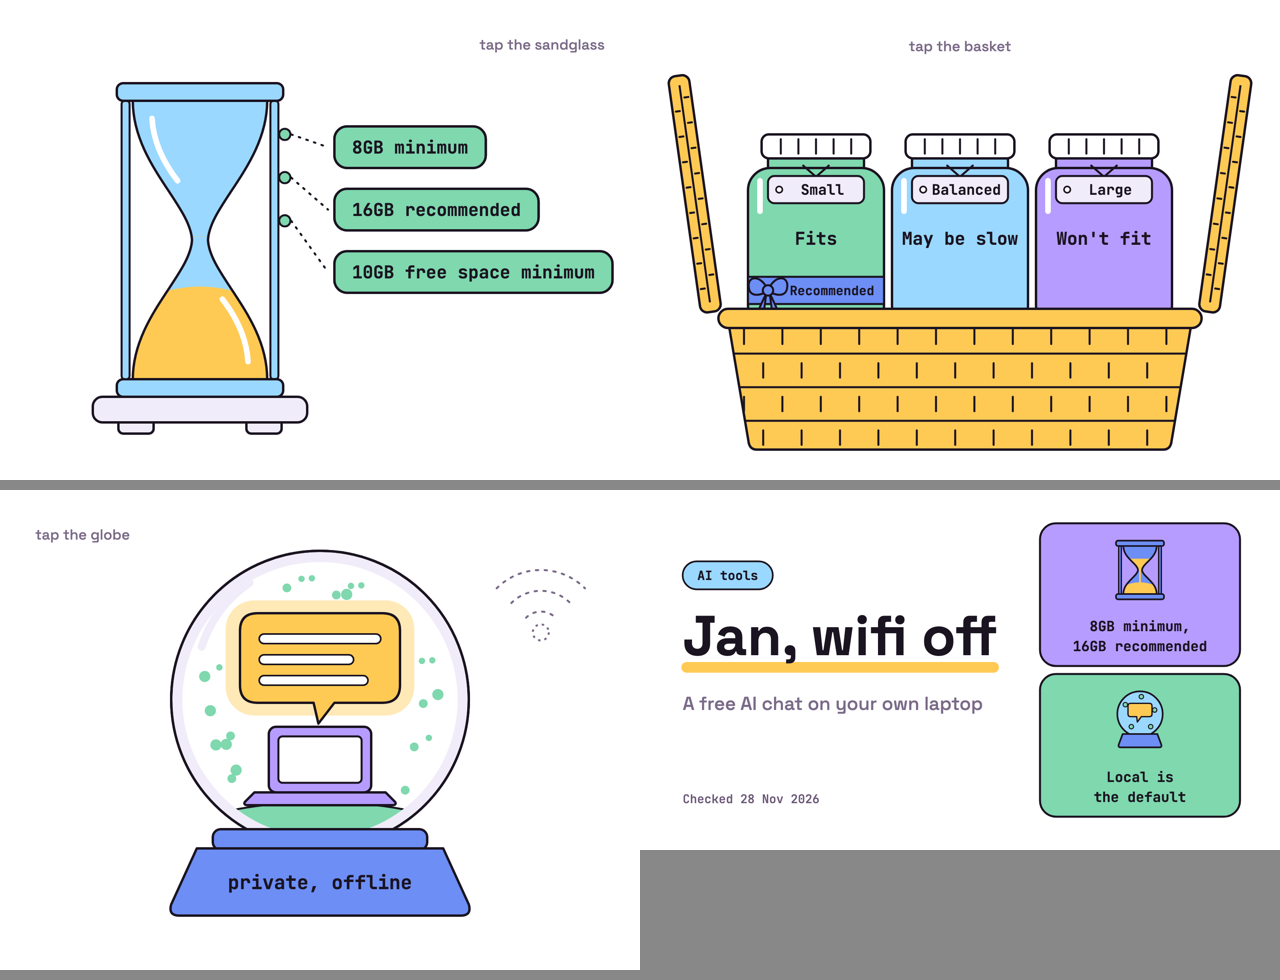 tap the sandglass
8GB minimum
16GB recommended
10GB free space minimum
tap the basket
Small
Balanced
Large
Fits
May be slow
Won't fit
Recommended
tap the globe
private, offline
AI tools
Jan, wifi off
A free AI chat on your own laptop
Checked 28 Nov 2026
8GB minimum,
16GB recommended
Local is
the default